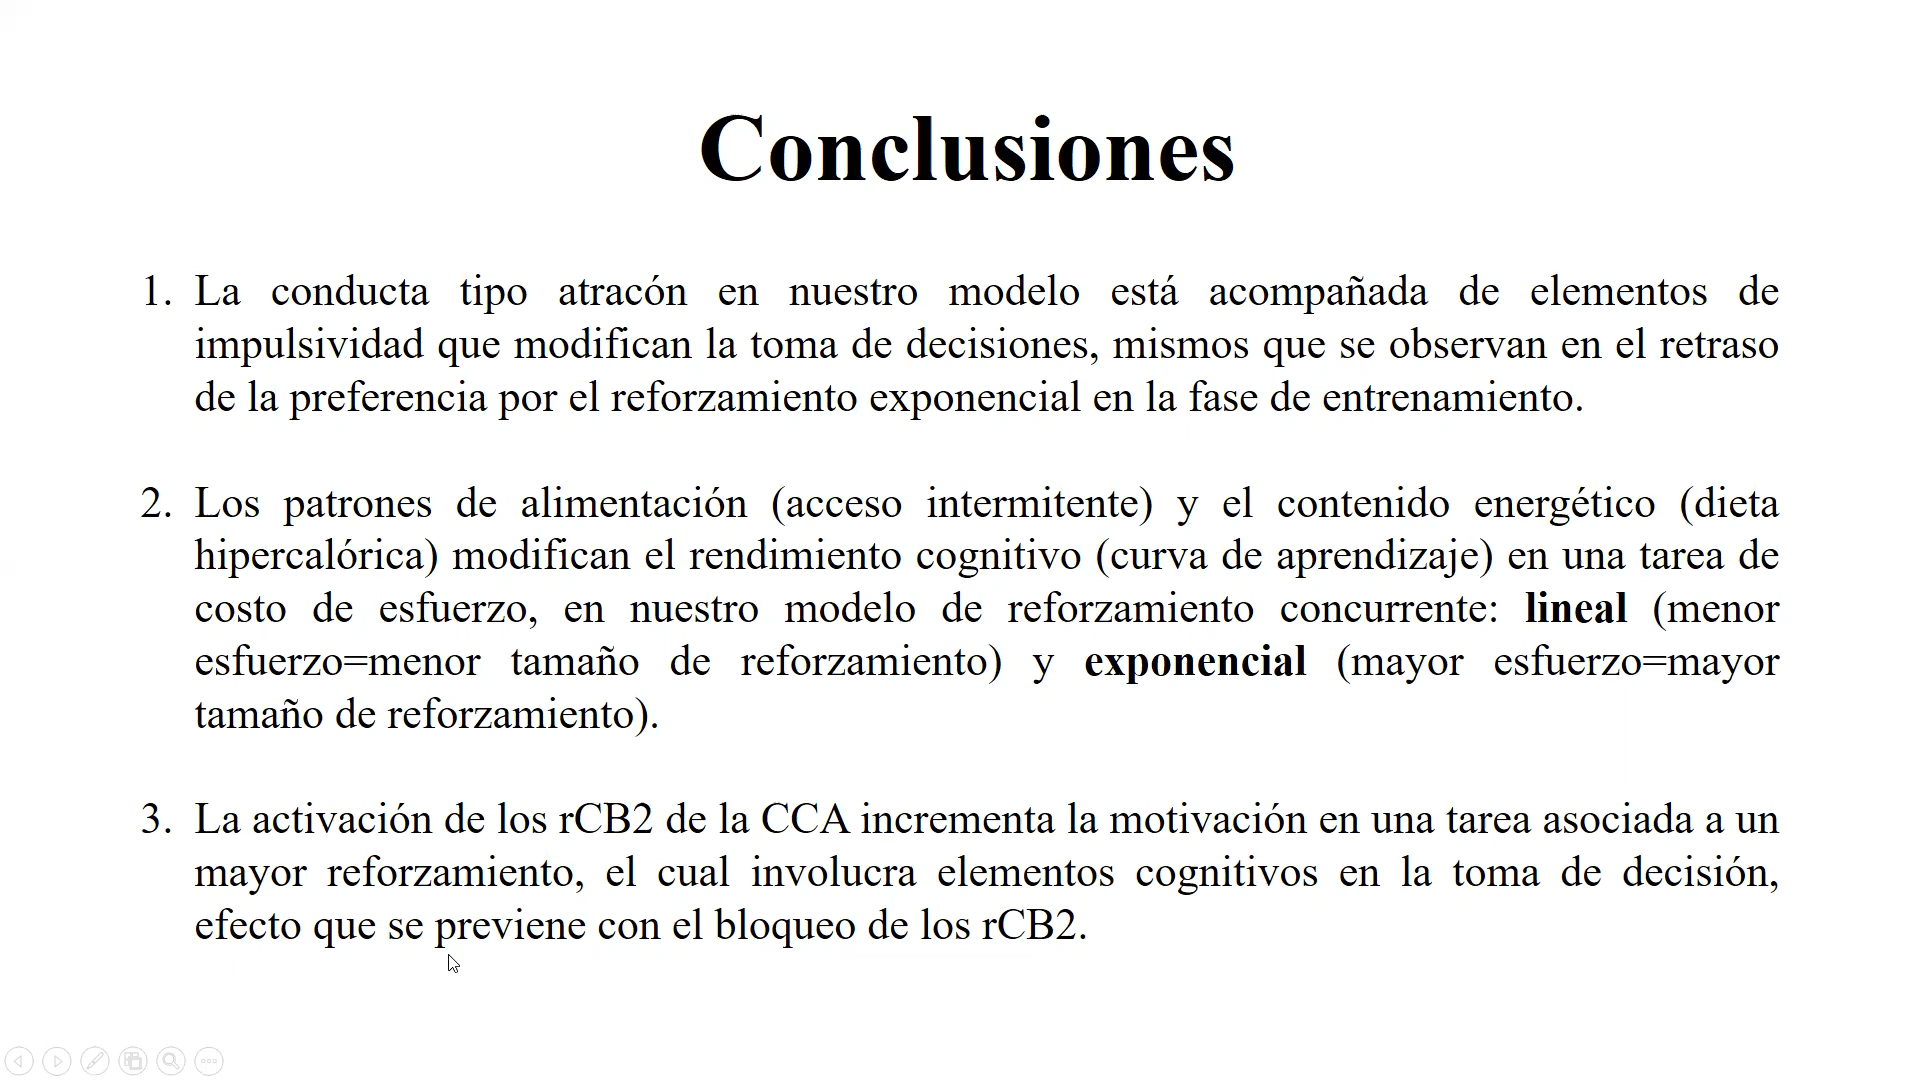 Conclusiones
1. La conducta tipo atracón en nuestro modelo está acompañada de elementos de
impulsividad que modifican la toma de decisiones, mismos que se observan en el retraso
de la preferencia por el reforzamiento exponencial en la fase de entrenamiento.
2. Los patrones de alimentación (acceso intermitente) y el contenido energético (dieta
hipercalórica) modifican el rendimiento cognitivo (curva de aprendizaje) en una tarea de
costo de esfuerzo, en nuestro modelo de reforzamiento concurrente: lineal (menor
esfuerzo=menor tamaño de reforzamiento) y exponencial (mayor esfuerzo=mayor
tamaño de reforzamiento).
3. La activación de los rCB2 de la CCA incrementa la motivación en una tarea asociada a un
mayor reforzamiento, el cual involucra elementos cognitivos en la toma de decisión,
efecto que se previene con el bloqueo de los rCB2.